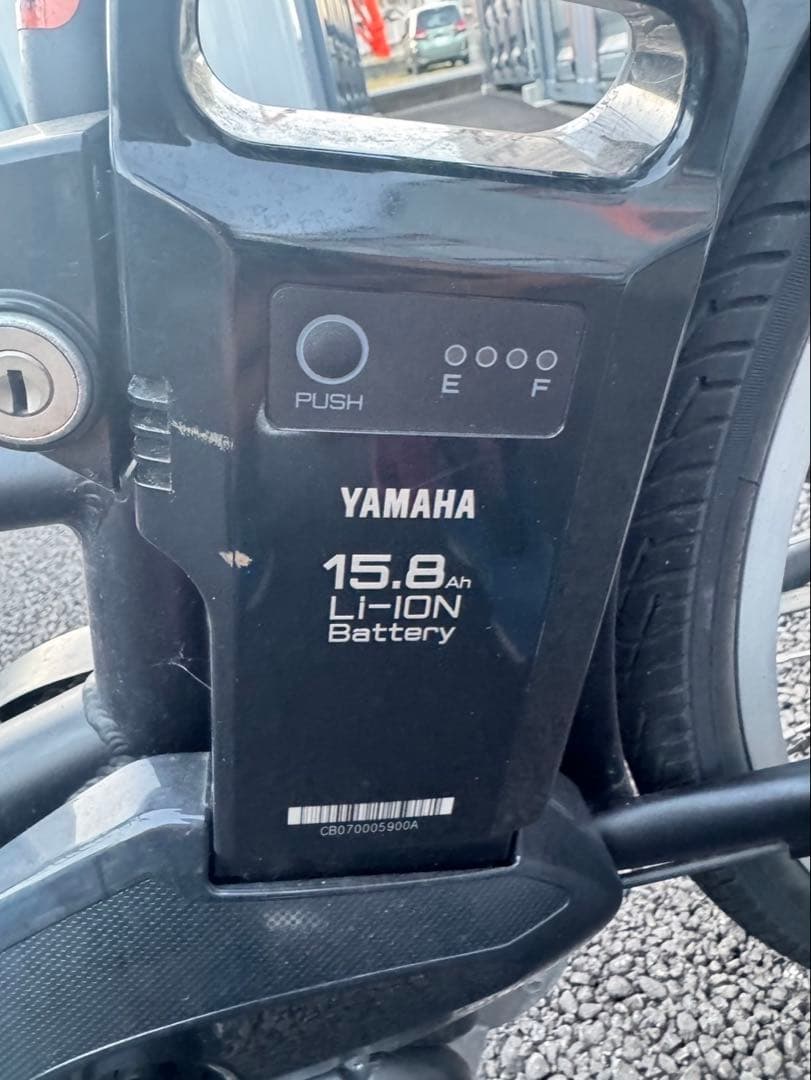 PUSH
E F
YAMAHA
15.8Ah
Li-ION
Battery
CB070005900A